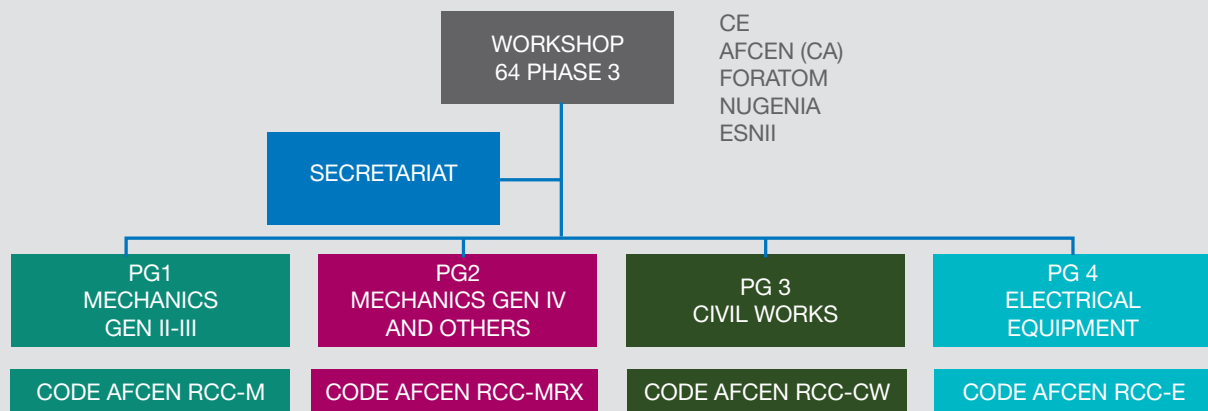 WORKSHOP
64 PHASE 3
CE
AFCEN (CA)
FORATOM
NUGENIA
ESNII
SECRETARIAT
PG1
MECHANICS
GEN II-III
PG2
MECHANICS GEN IV
AND OTHERS
PG 3
CIVIL WORKS
PG 4
ELECTRICAL
EQUIPMENT
CODE AFCEN RCC-M
CODE AFCEN RCC-MRX
CODE AFCEN RCC-CW
CODE AFCEN RCC-E